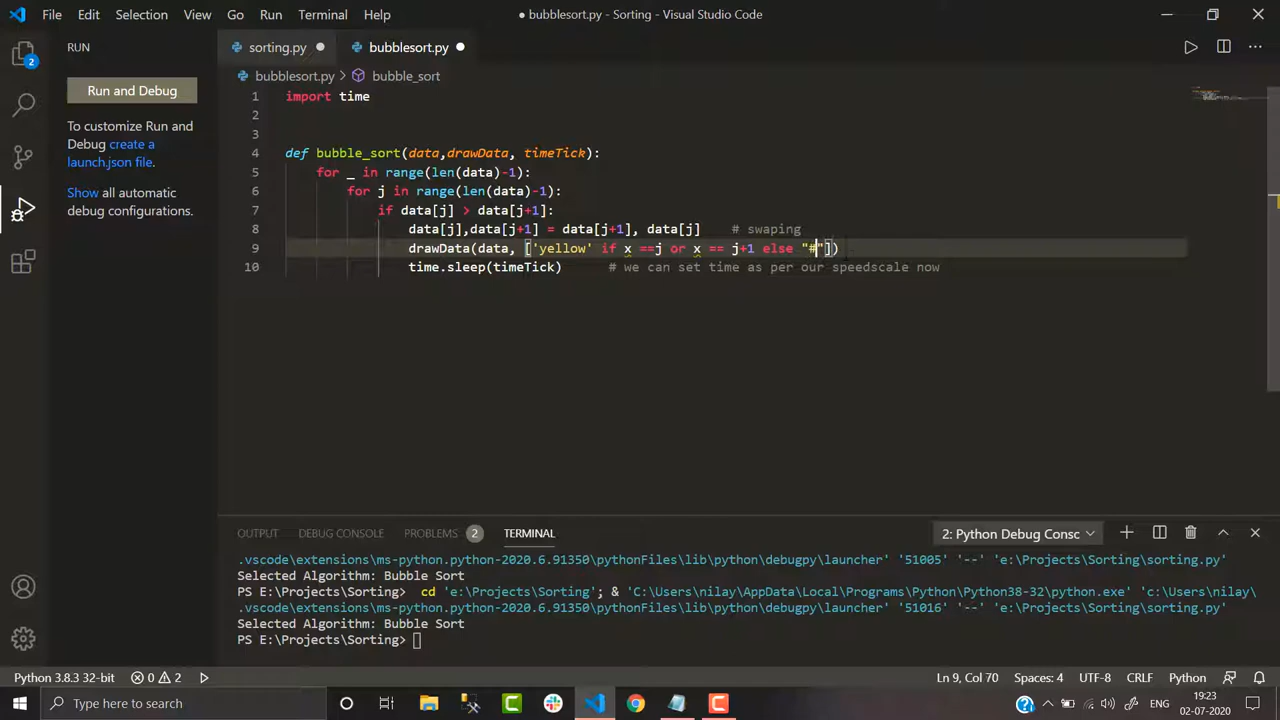 File Edit Selection View Go Run Terminal Help
● bubblesort.py - Sorting - Visual Studio Code
RUN
sorting.py
bubblesort.py
2
bubblesort.py > bubble_sort
Run and Debug
To customize Run and
Debug create a
launch.json file.
Show all automatic
debug configurations.
1 import time
2
3
4 def bubble_sort(data,drawData, timeTick):
5 for _ in range(len(data)-1):
6 for j in range(len(data)-1):
7 if data[j] > data[j+1]:
8 data[j],data[j+1] = data[j+1], data[j] # swaping
9 drawData(data, ['yellow' if x ==j or x == j+1 else "#"])
10 time.sleep(timeTick) # we can set time as per our speedscale now
OUTPUT DEBUG CONSOLE PROBLEMS 2 TERMINAL
2: Python Debug Consc
.vscode\extensions\ms-python.python-2020.6.91350\pythonFiles\lib\python\debugpy\launcher' '51005' '--' 'e:\Projects\Sorting\sorting.py'
Selected Algorithm: Bubble Sort
PS E:\Projects\Sorting> cd 'e:\Projects\Sorting'; & 'C:\Users\nilay\AppData\Local\Programs\Python\Python38-32\python.exe' 'c:\Users\nilay\
.vscode\extensions\ms-python.python-2020.6.91350\pythonFiles\lib\python\debugpy\launcher' '51016' '--' 'e:\Projects\Sorting\sorting.py'
Selected Algorithm: Bubble Sort
PS E:\Projects\Sorting>
Python 3.8.3 32-bit 0 2
Ln 9, Col 70 Spaces: 4 UTF-8 CRLF Python
Type here to search
ENG
19:23
02-07-2020
2